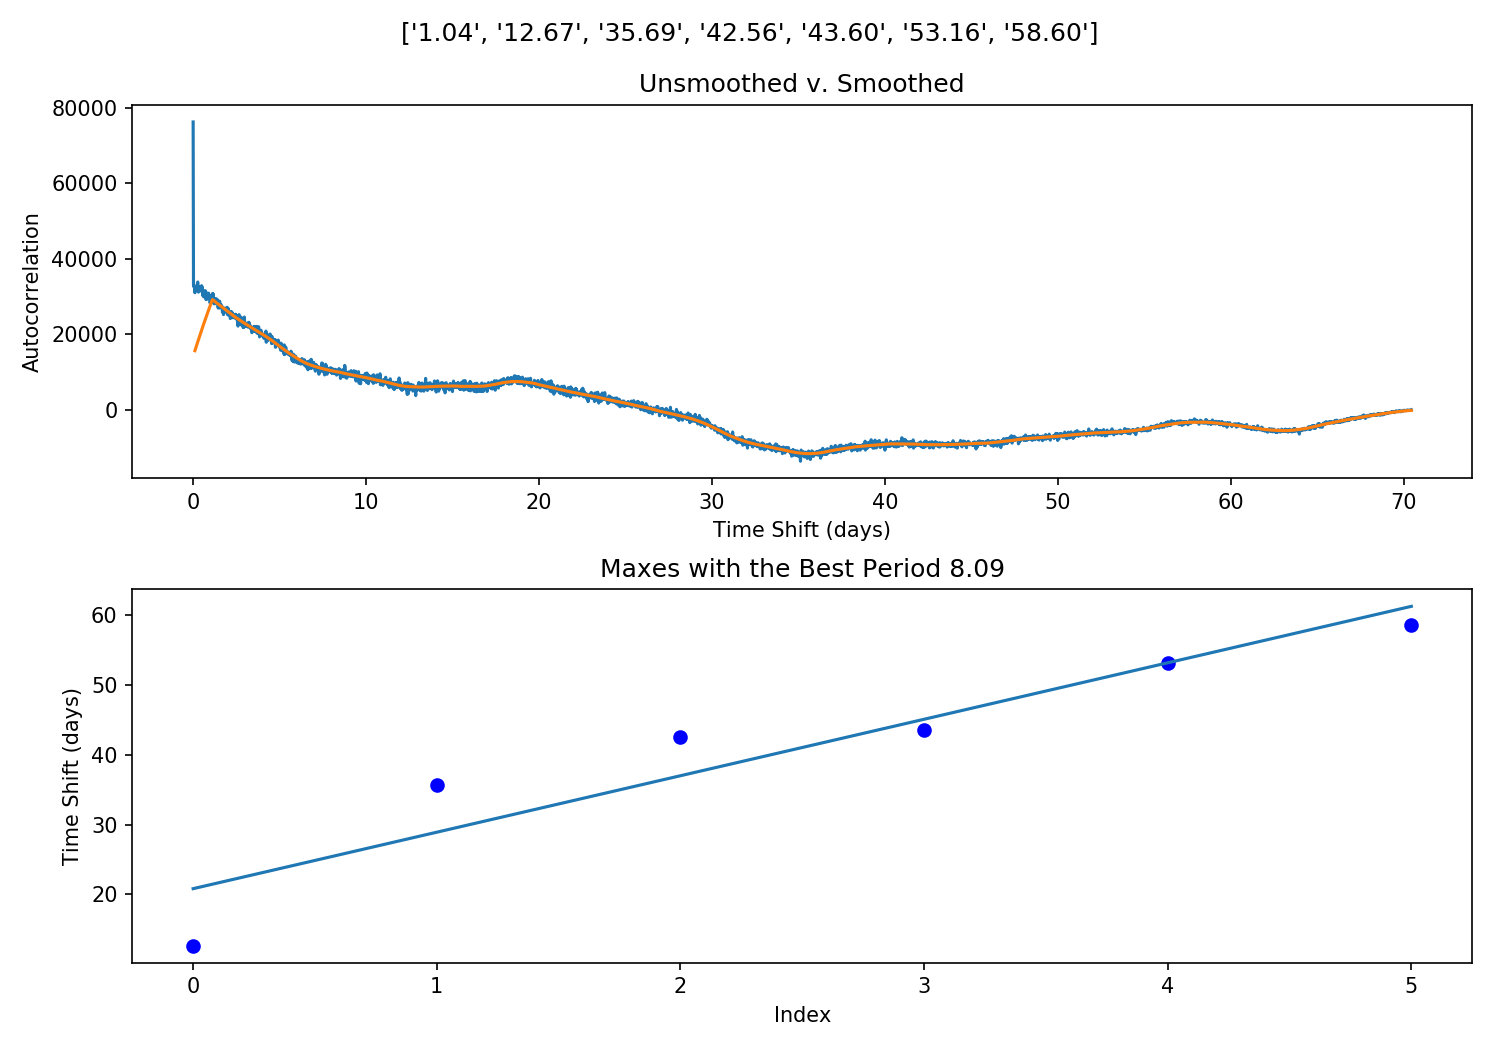 ['1.04', '12.67', '35.69', '42.56', '43.60', '53.16', '58.60']
Unsmoothed v. Smoothed
80000
60000
40000
20000
0
Autocorrelation
0 10 20 30 40 50 60 70
Time Shift (days)
Maxes with the Best Period 8.09
60
50
40
30
20
Time Shift (days)
0 1 2 3 4 5
Index